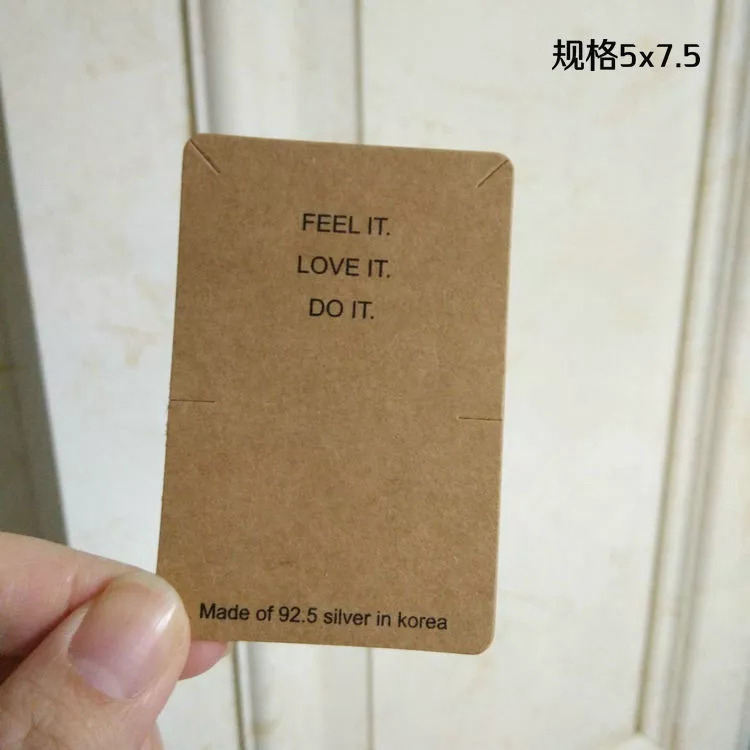 规格5x7.5
FEEL IT.
LOVE IT.
DO IT.
Made of 92.5 silver in korea